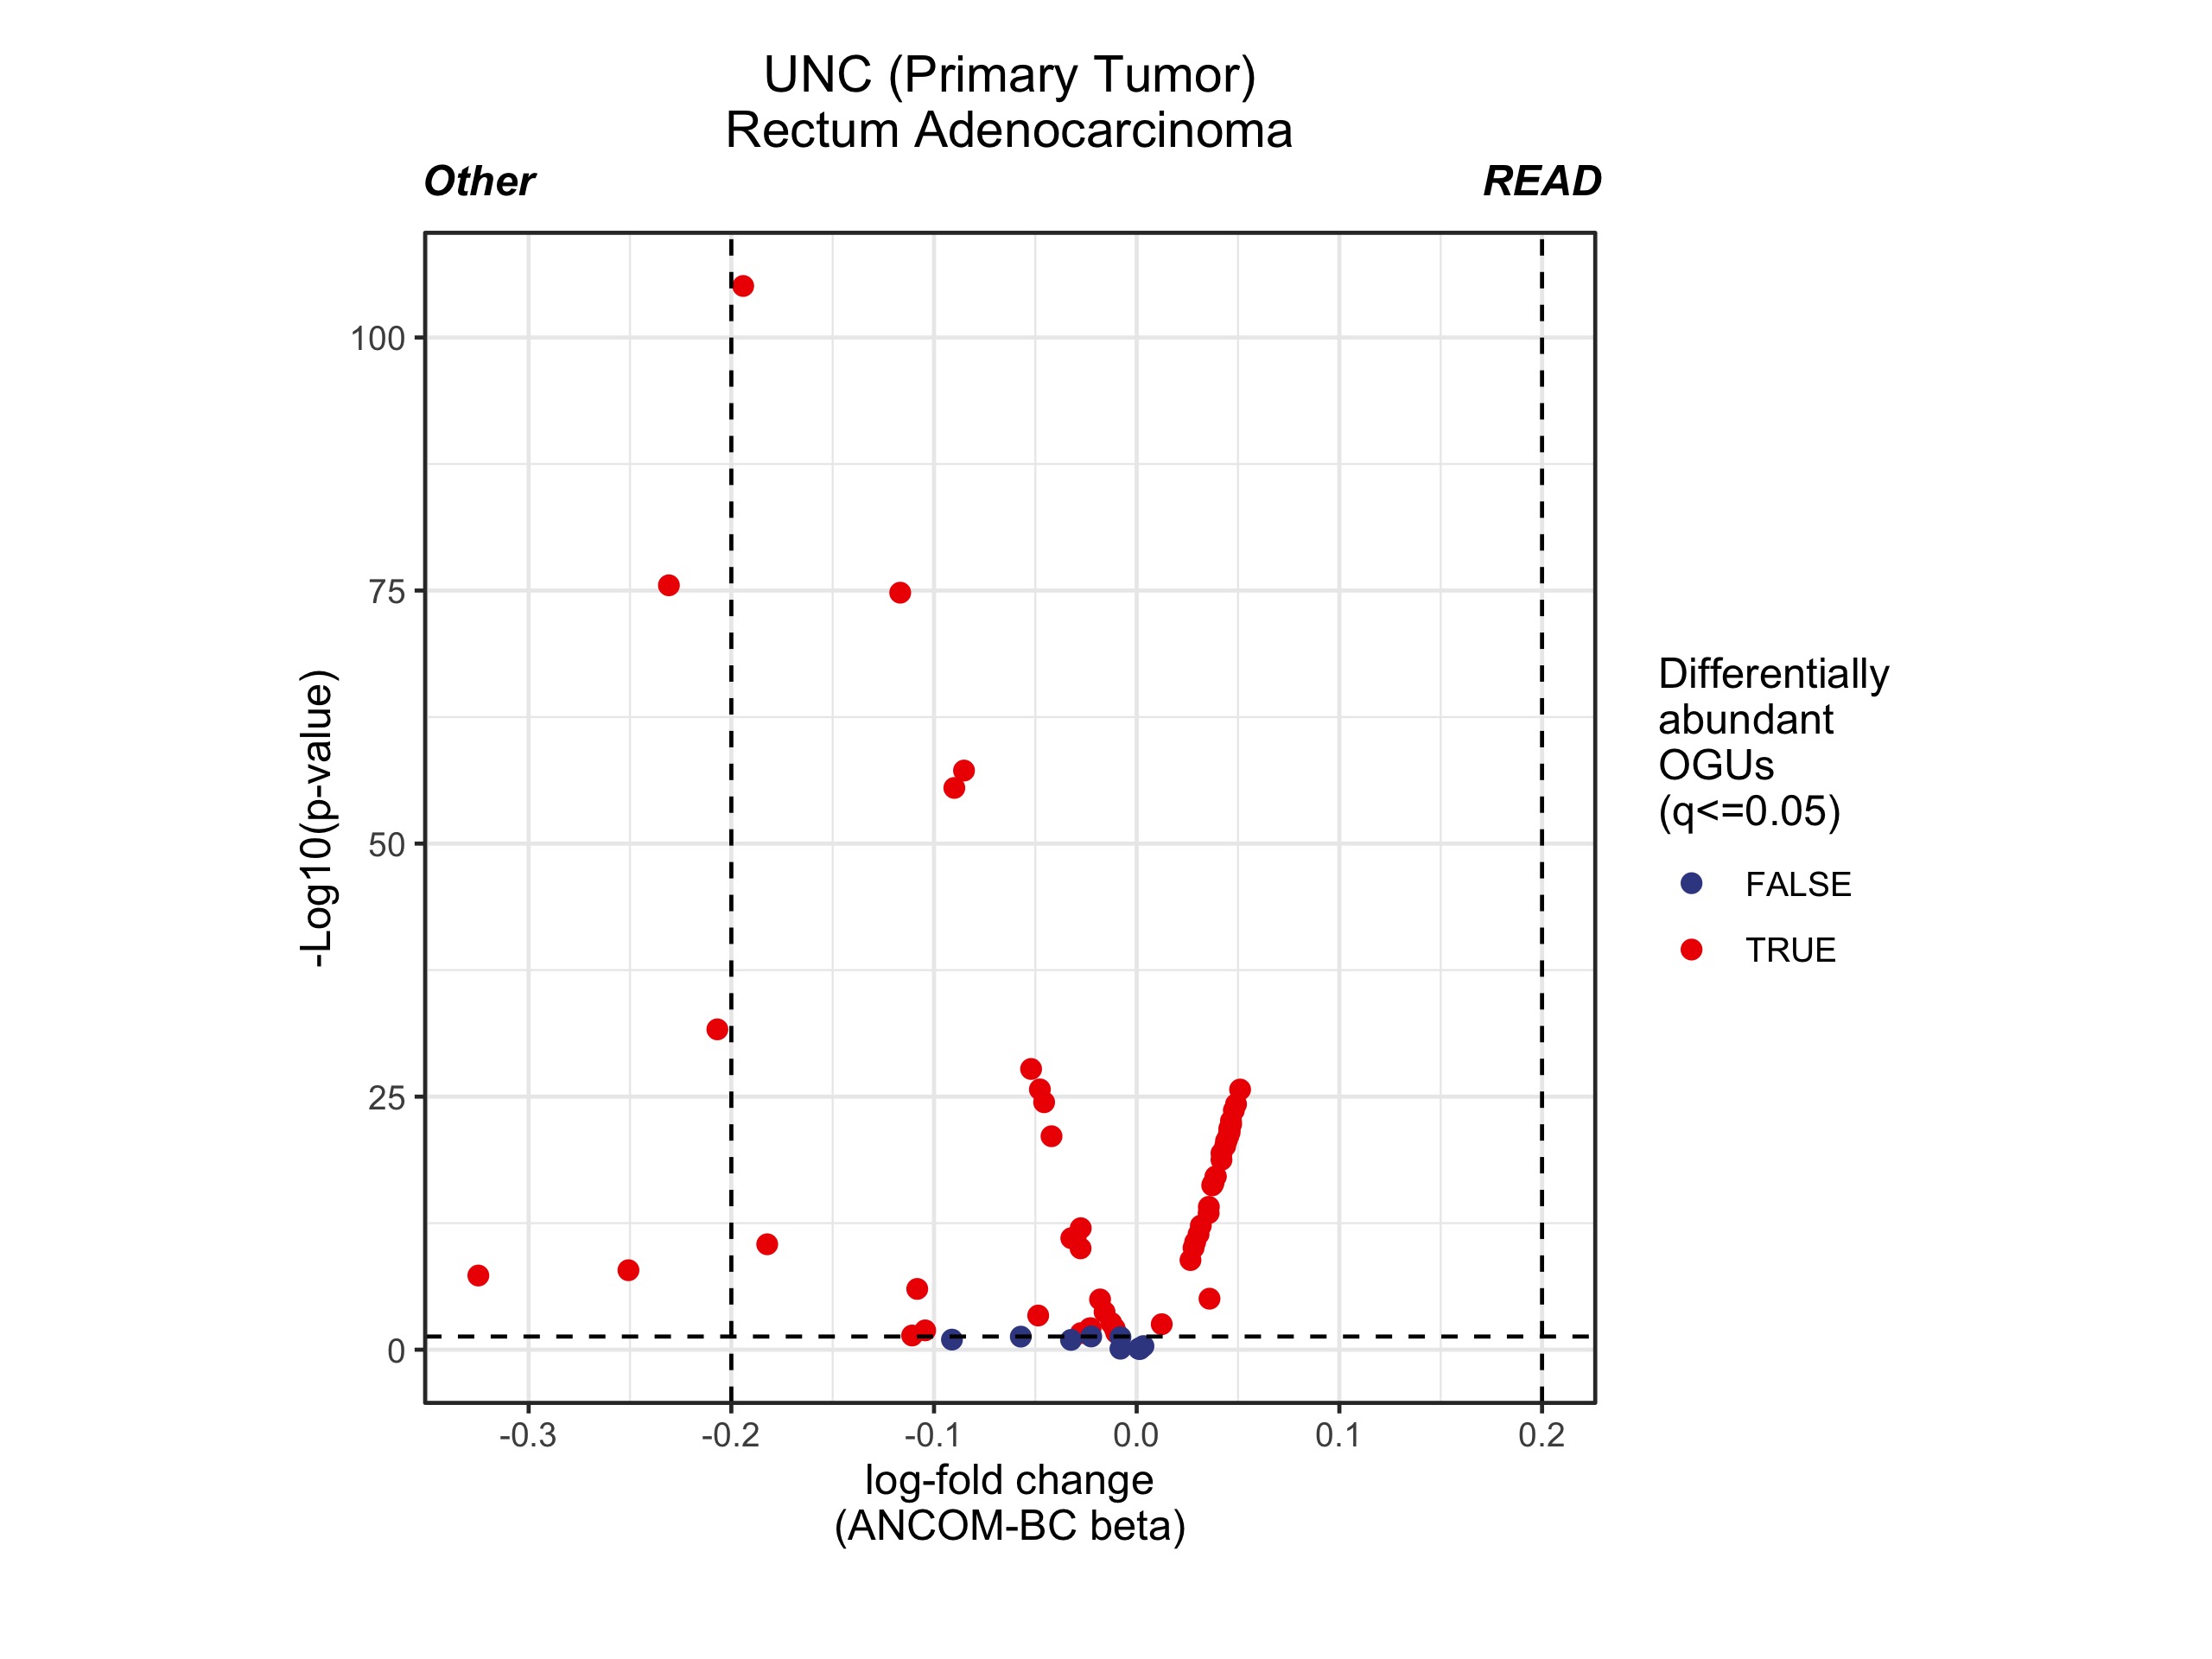 UNC (Primary Tumor)
Rectum Adenocarcinoma
Other
READ
100
75
50
25
0
-Log10(p-value)
-0.3
-0.2
-0.1
0.0
0.1
0.2
log-fold change
(ANCOM-BC beta)
Differentially
abundant
OGUs
(q<=0.05)
FALSE
TRUE